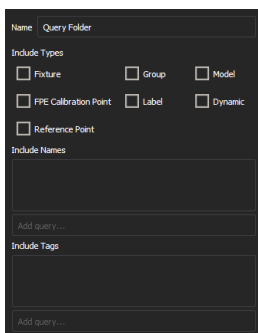 Name Query Folder
Include Types
Fixture Group Model
FPE Calibration Point Label Dynamic
Reference Point
Include Names
Add query...
Include Tags
Add query...